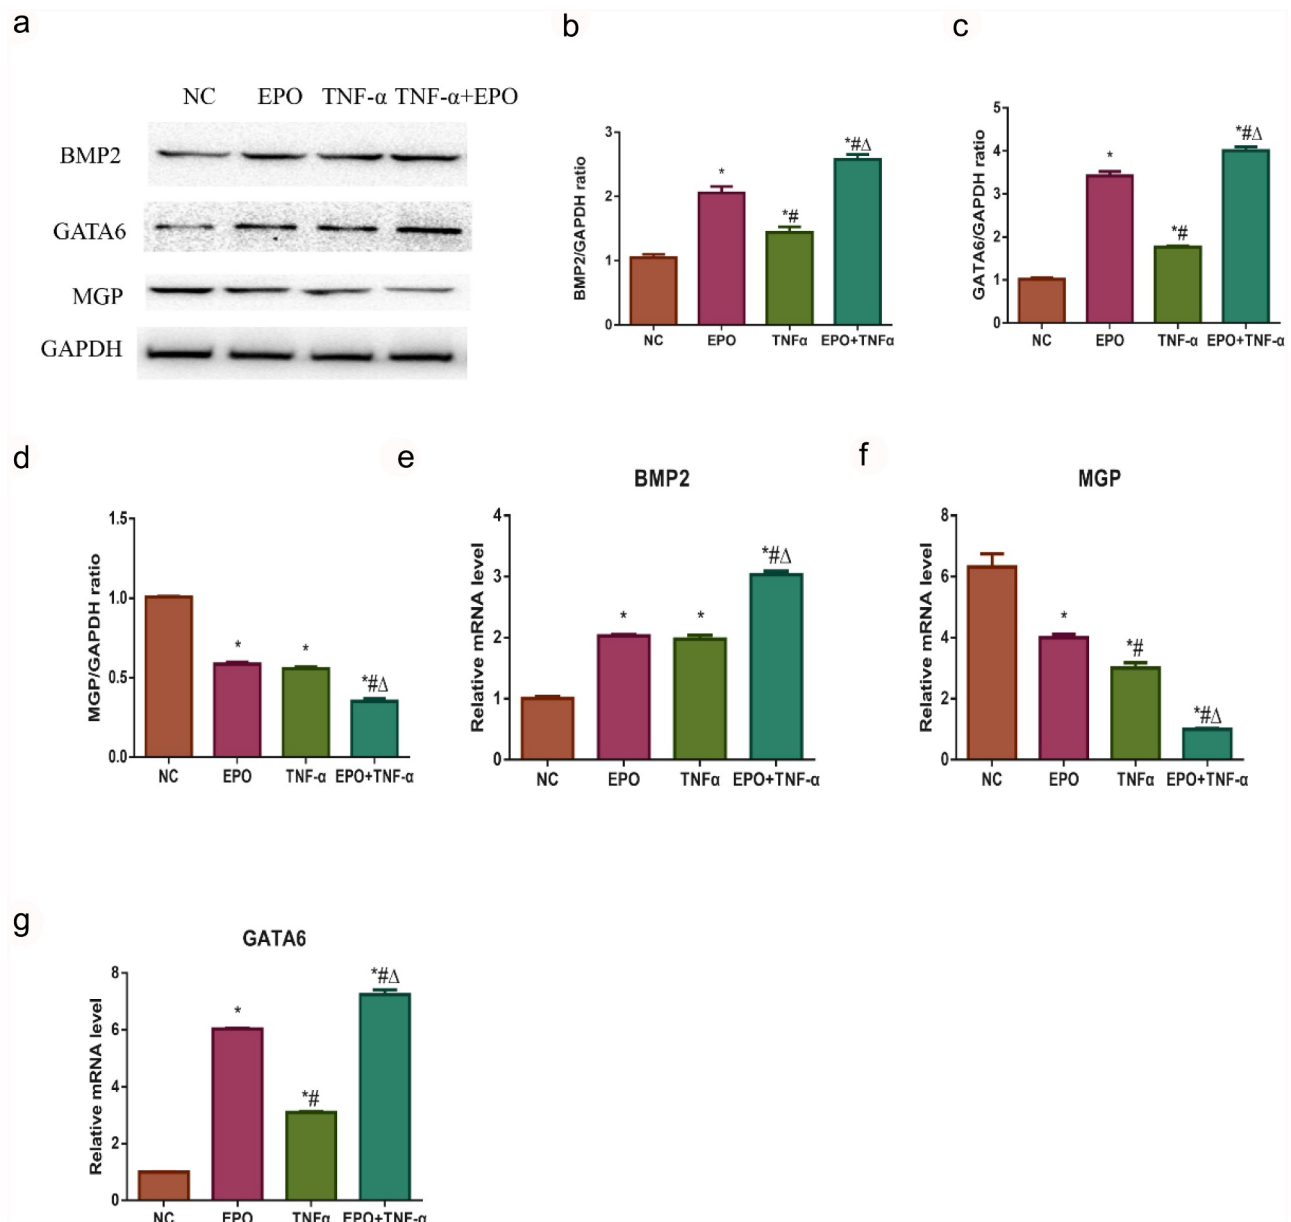 a
NC EPO TNF-α TNF-α+EPO
BMP2
GATA6
MGP
GAPDH
b
BMP2/GAPDH ratio
3
2
1
0
*
*#
*#Δ
NC EPO TNFα EPO+TNFα
c
GATA6/GAPDH ratio
5
4
3
2
1
0
*
*#
*#Δ
NC EPO TNF-α EPO+TNF-α
d
MGP/GAPDH ratio
1.5
1.0
0.5
0.0
*
*
*#Δ
NC EPO TNF-α EPO+TNF-α
e
BMP2
Relative mRNA level
4
3
2
1
0
*
*
*#Δ
NC EPO TNFα EPO+TNF-α
f
MGP
Relative mRNA level
8
6
4
2
0
*
*#
*#Δ
NC EPO TNFα EPO+TNF-α
g
GATA6
Relative mRNA level
8
6
4
2
0
*
*#
*#Δ
NC EPO TNFα EPO+TNF-α